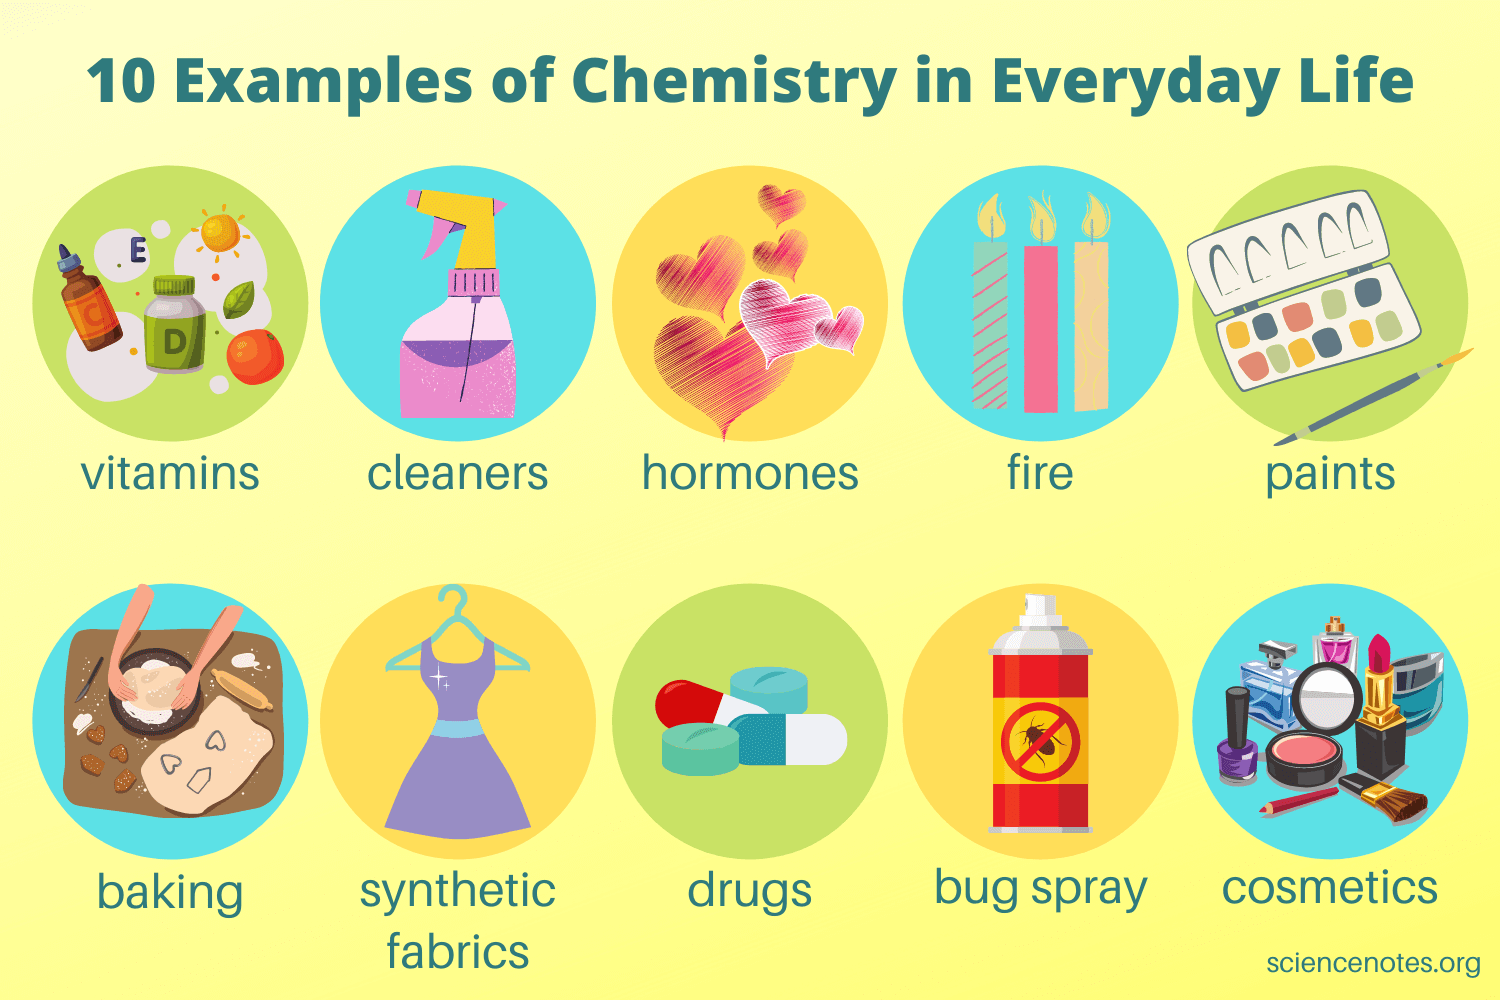 10 Examples of Chemistry in Everyday Life
E
C
D
vitamins
cleaners
hormones
fire
paints
baking
synthetic
fabrics
drugs
bug spray
cosmetics
sciencenotes.org